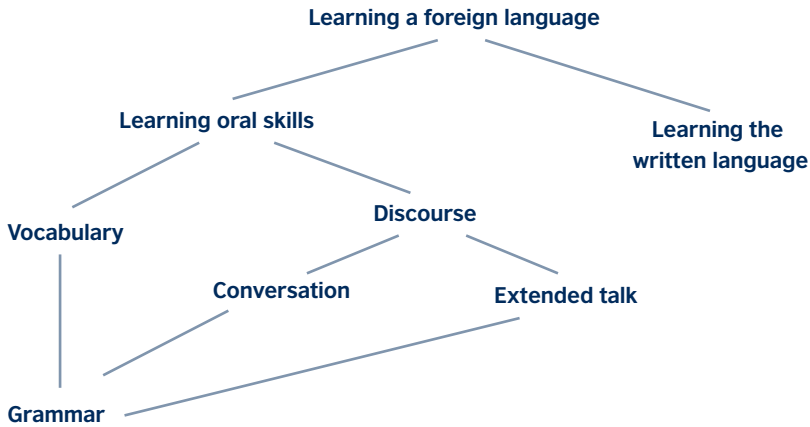 Learning a foreign language
Learning oral skills
Learning the
written language
Discourse
Vocabulary
Conversation
Extended talk
Grammar